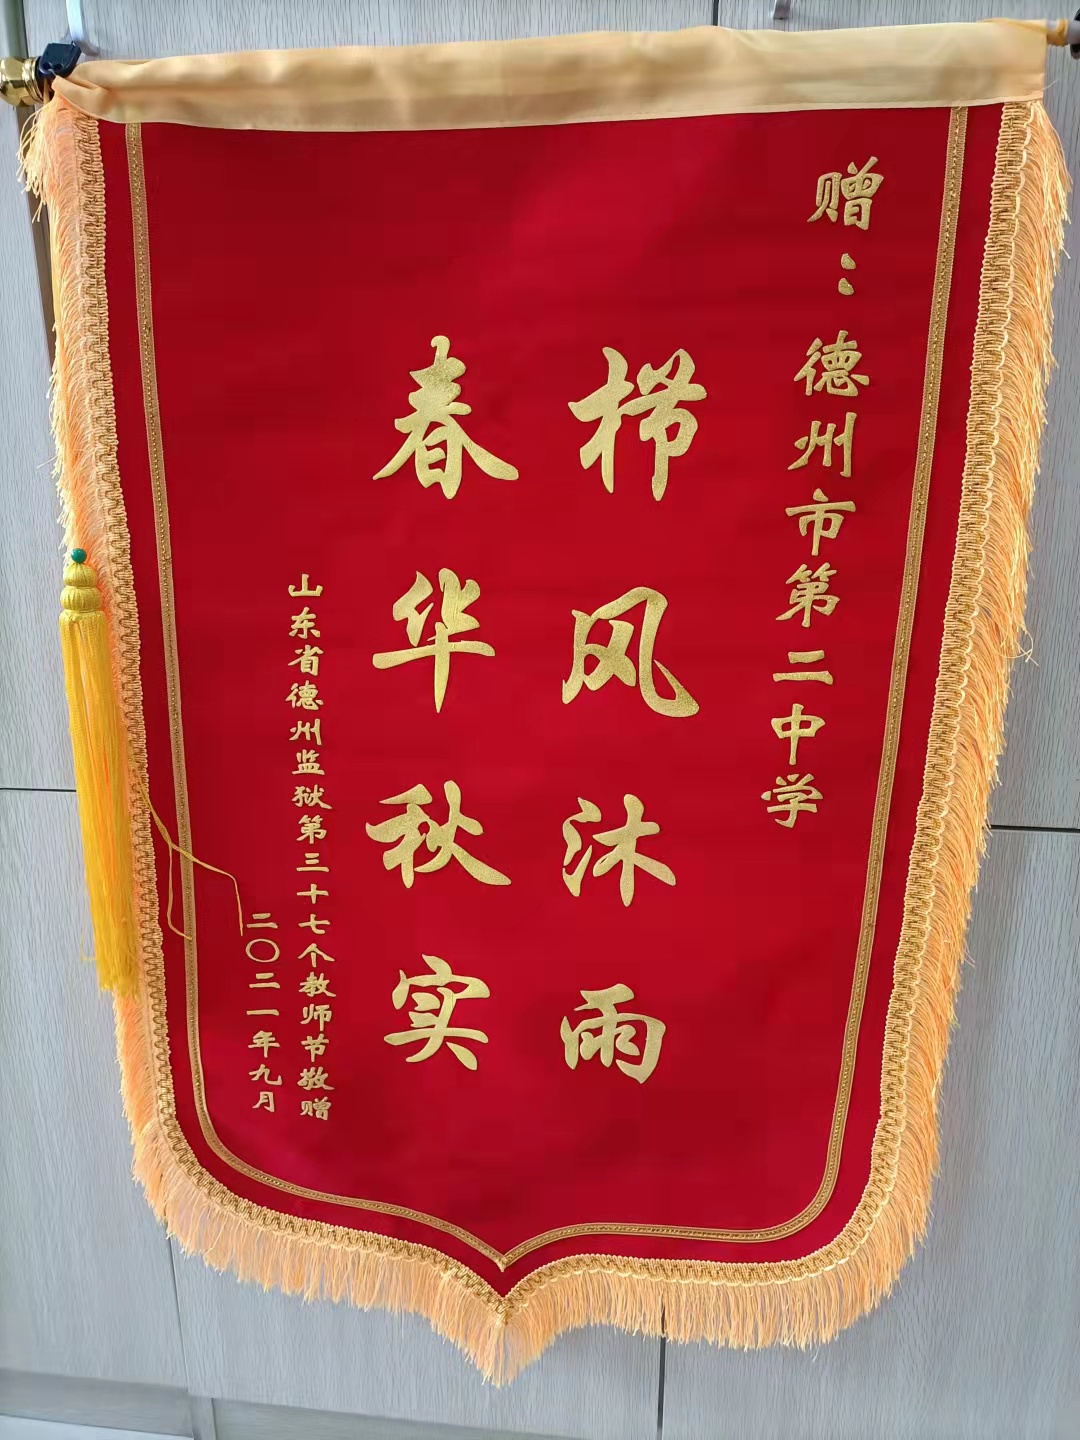 赠：德州市第二中学
栉风沐雨
春华秋实
山东省德州监狱第三十七个教师节敬赠
二〇二一年九月